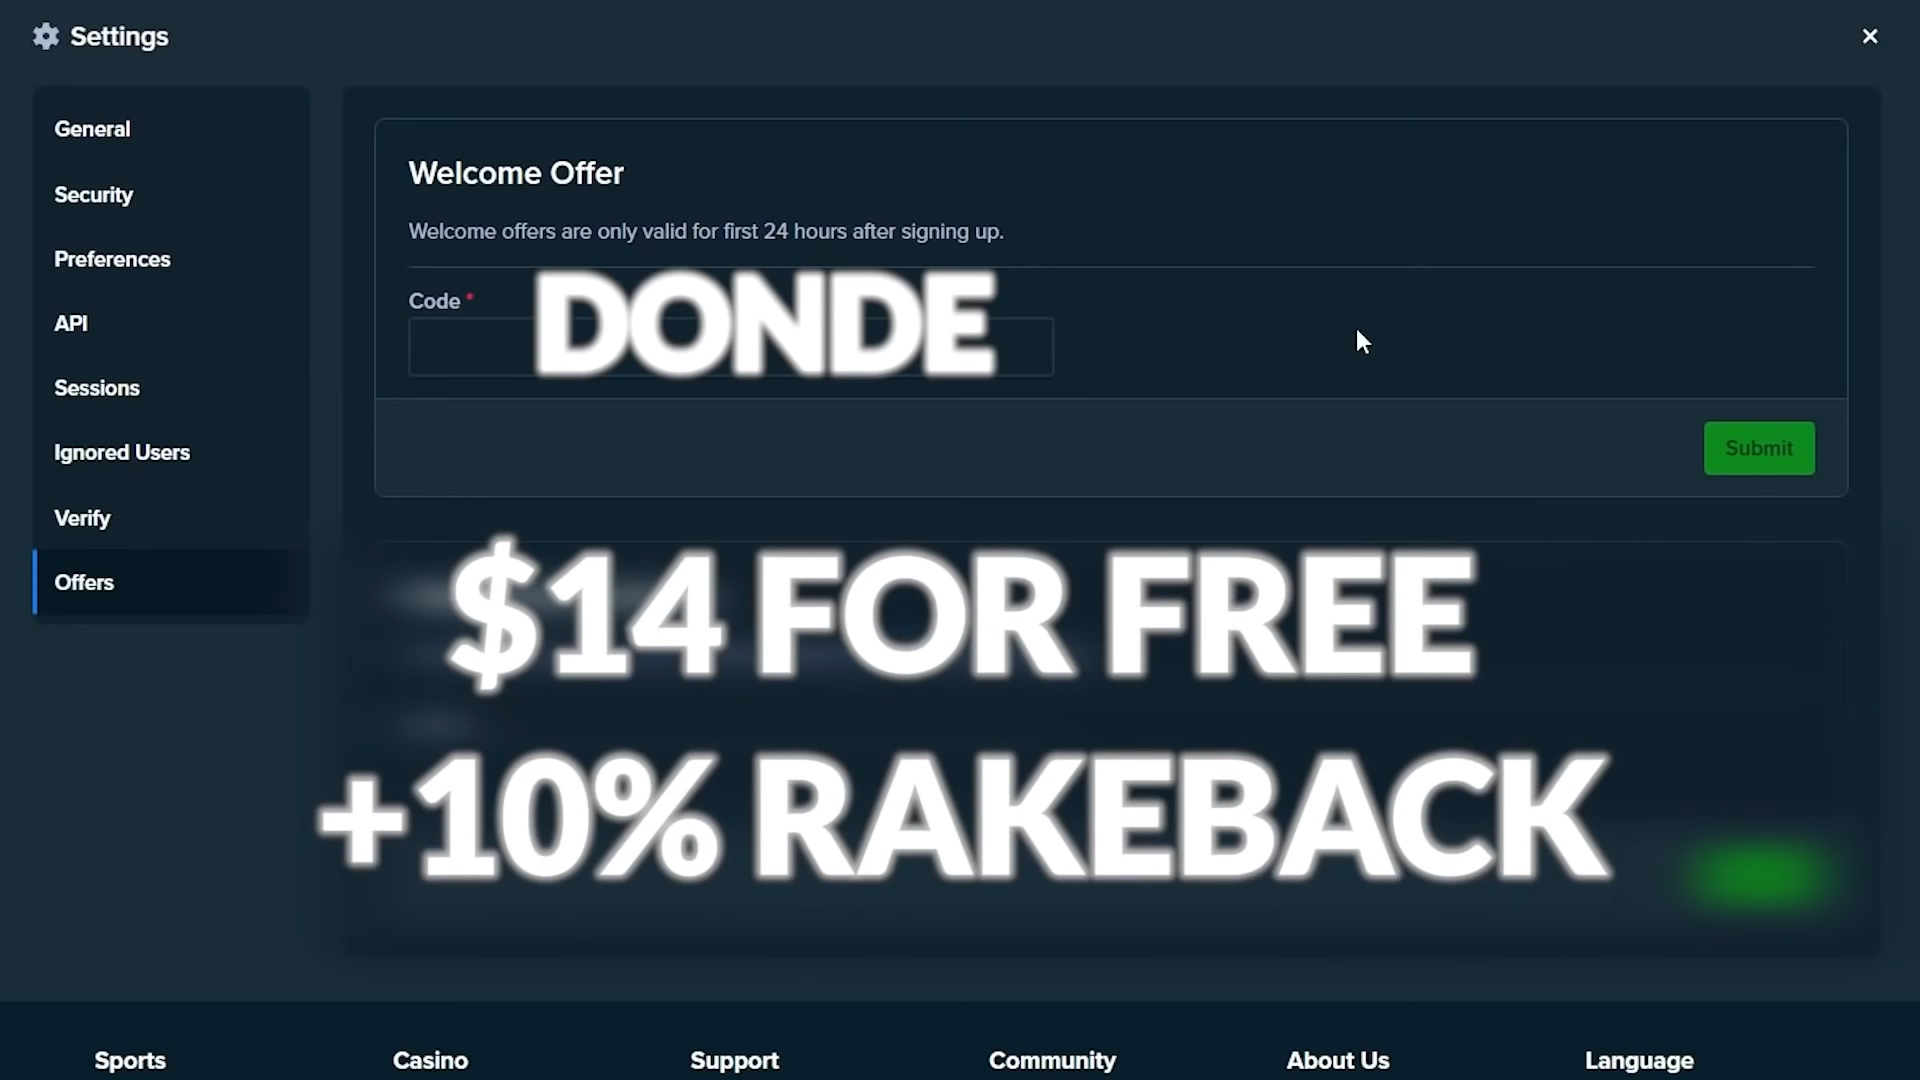 Settings
General
Security
Preferences
API
Sessions
Ignored Users
Verify
Offers
Welcome Offer
Welcome offers are only valid for first 24 hours after signing up.
Code *
DONDE
Submit
$14 FOR FREE
+10% RAKEBACK
Sports
Casino
Support
Community
About Us
Language